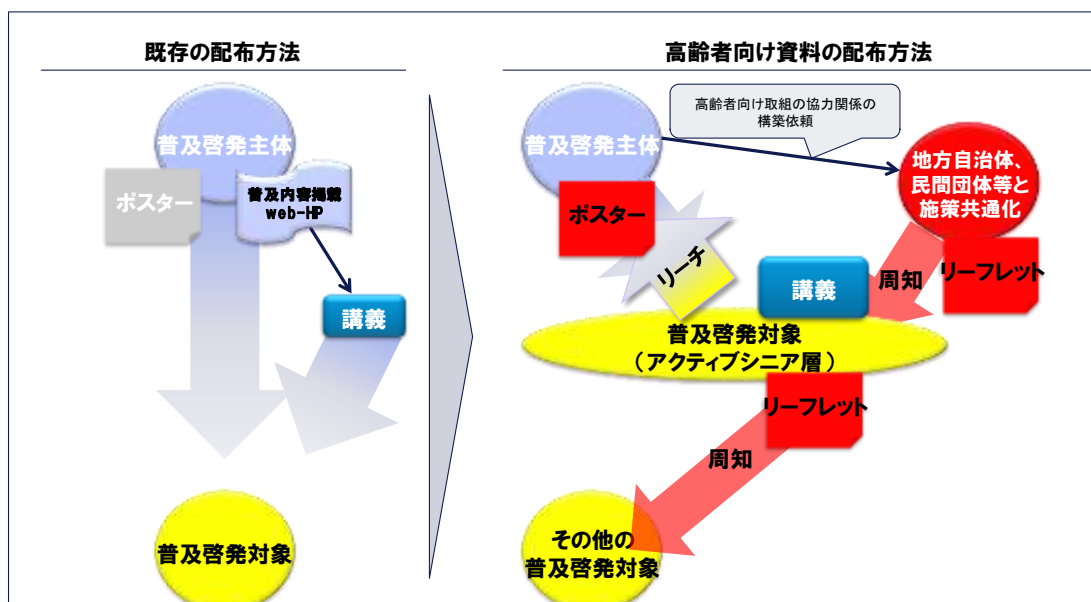 既存の配布方法
普及啓発主体
ポスター
普及内容掲載
web-HP
講義
普及啓発対象
高齢者向け資料の配布方法
普及啓発主体
高齢者向け取組の協力関係の
構築依頼
地方自治体、
民間団体等と
施策共通化
ポスター
リーチ
リーフレット
周知
講義
普及啓発対象
（アクティブシニア層）
リーフレット
周知
その他の
普及啓発対象